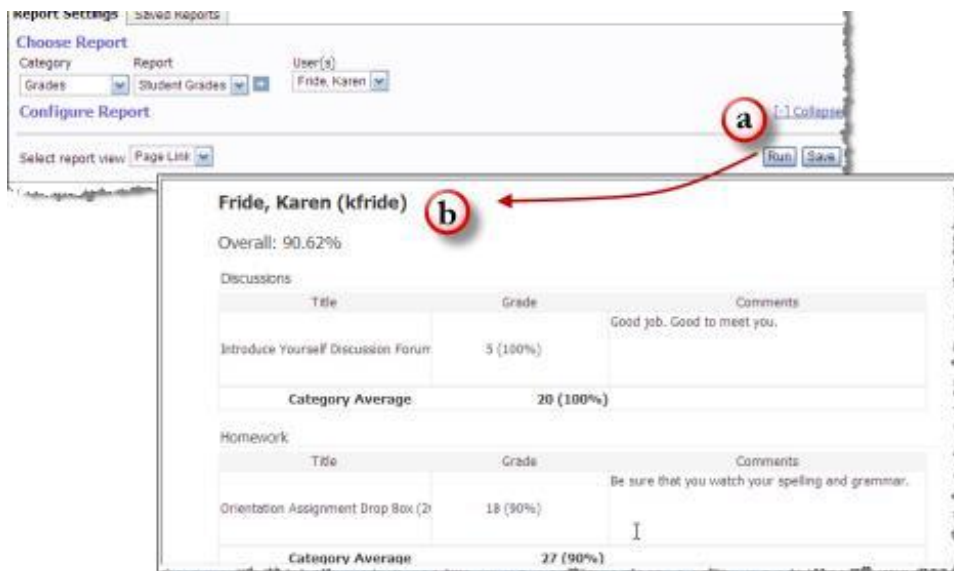 Report Settings Saved Reports
Choose Report
Category Report User(s)
Grades Student Grades Fride, Karen
Configure Report [-] Collapse
a
Select report view Page Link Run Save
Fride, Karen (kfride)
b
Overall: 90.62%
Discussions
Title Grade Comments
Good job. Good to meet you.
Introduce Yourself Discussion Forum 5 (100%)
Category Average 20 (100%)
Homework
Title Grade Comments
Be sure that you watch your spelling and grammar.
Orientation Assignment Drop Box (2 18 (90%)
Category Average 27 (90%)